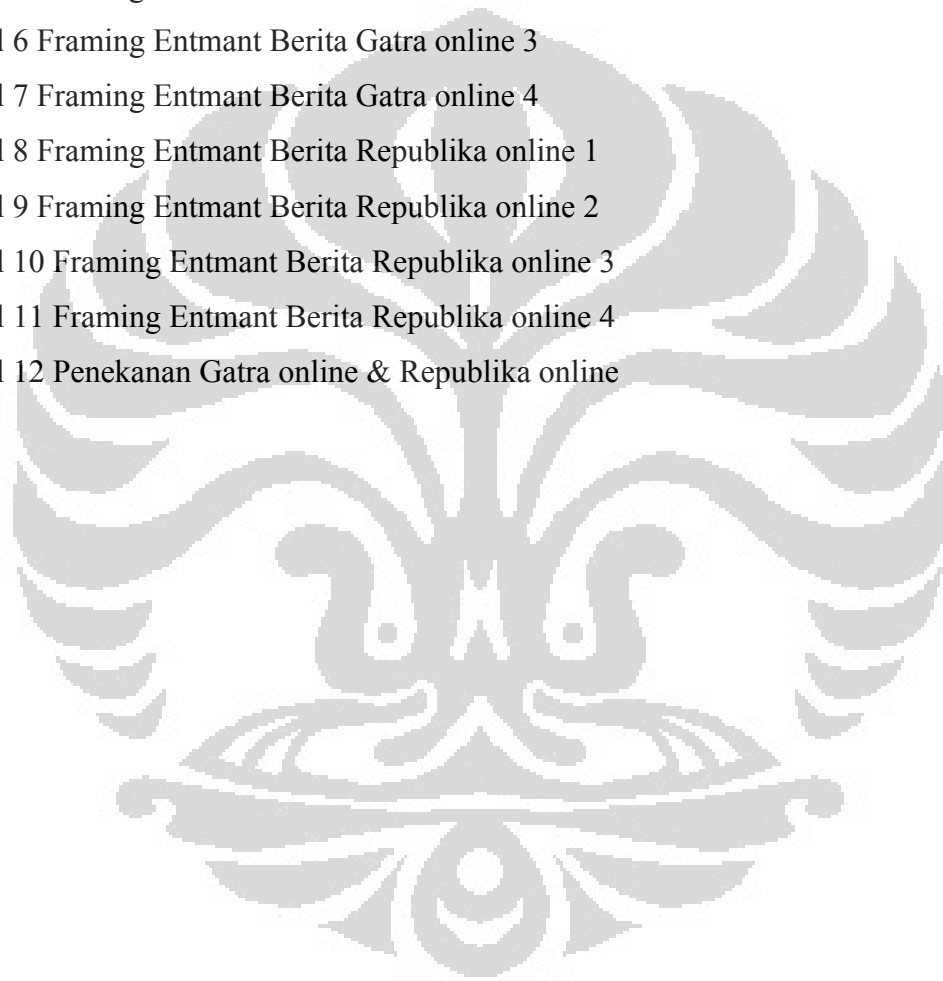 l 6 Framing Entmant Berita Gatra online 3
l 7 Framing Entmant Berita Gatra online 4
l 8 Framing Entmant Berita Republika online 1
l 9 Framing Entmant Berita Republika online 2
l 10 Framing Entmant Berita Republika online 3
l 11 Framing Entmant Berita Republika online 4
l 12 Penekanan Gatra online & Republika online